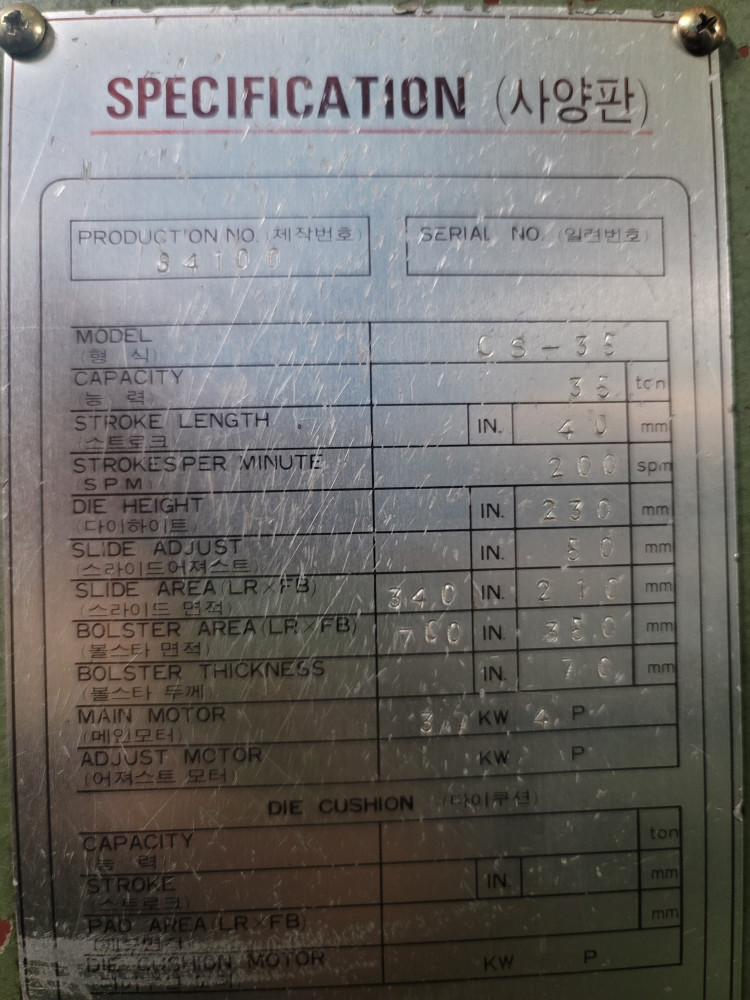 SPECIFICATION (사양판)
PRODUCTION NO. (제작번호)
S4100
SERIAL NO. (일련번호)
MODEL CS-35
(형 식)
CAPACITY 35 ton
(능 력)
STROKE LENGTH IN. 40 mm
(스트로크)
STROKES PER MINUTE 200 spm
(SPM)
DIE HEIGHT IN. 230 mm
(다이하이트)
SLIDE ADJUST IN. 50 mm
(스라이드어져스트)
SLIDE AREA (LR×FB) 340 IN. 210 mm
(스라이드 면적)
BOLSTER AREA (LR×FB) 700 IN. 350 mm
(볼스타 면적)
BOLSTER THICKNESS IN. 70 mm
(볼스타 두께)
MAIN MOTOR 3.7 KW 4 P
(메인모터)
ADJUST MOTOR KW P
(어져스트 모터)
DIE CUSHION (다이쿠션)
CAPACITY ton
(능 력)
STROKE IN. mm
(스트로크)
PAD AREA (LR×FB) mm
DIE CUSHION MOTOR KW P